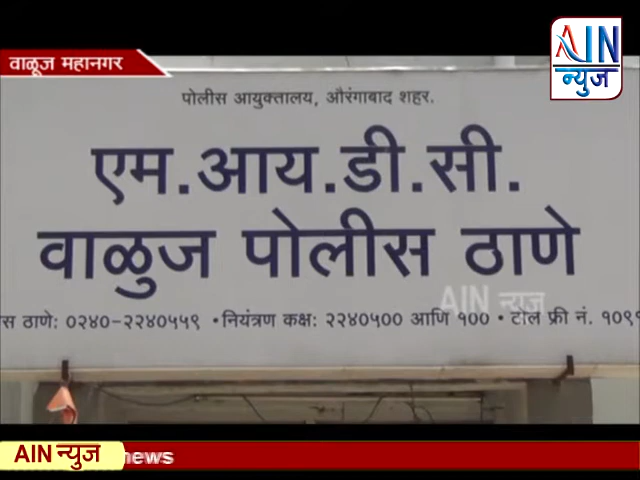 AIN
न्युज
वाळूज महानगर
पोलीस आयुक्तालय, औरंगाबाद शहर.
एम.आय.डी.सी.
वाळुज पोलीस ठाणे
स ठाणे: ०२४०-२२४०५५९ • नियंत्रण कक्ष: २२४०५०० आणि १०० • टोल फ्री नं. १०९१
AIN न्युज
AIN न्युज
news